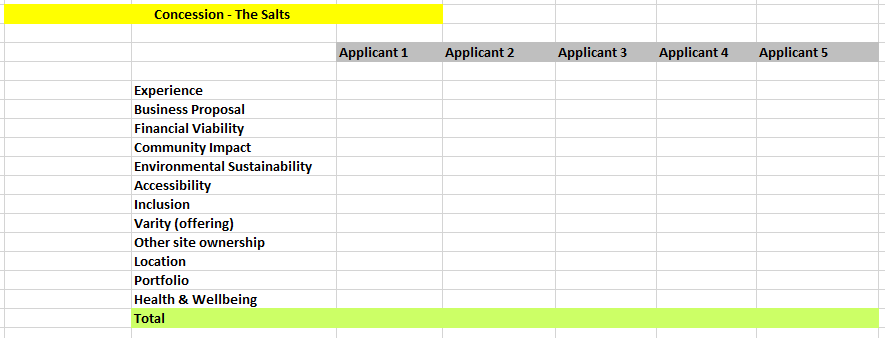 Concession - The Salts
Applicant 1 Applicant 2 Applicant 3 Applicant 4 Applicant 5
Experience
Business Proposal
Financial Viability
Community Impact
Environmental Sustainability
Accessibility
Inclusion
Varity (offering)
Other site ownership
Location
Portfolio
Health & Wellbeing
Total